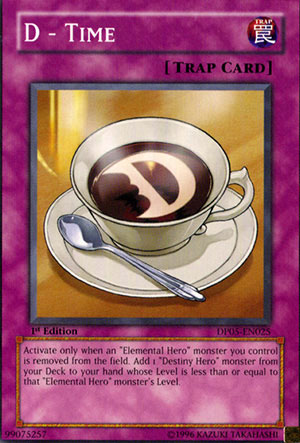 D - Time
TRAP
罠
[Trap Card]
D
1st Edition
DP05-EN025
Activate only when an "Elemental Hero" monster you control
is removed from the field. Add 1 "Destiny Hero" monster from
your Deck to your hand whose Level is less than or equal to
that "Elemental Hero" monster's Level.
99075257
©1996 KAZUKI TAKAHASHI